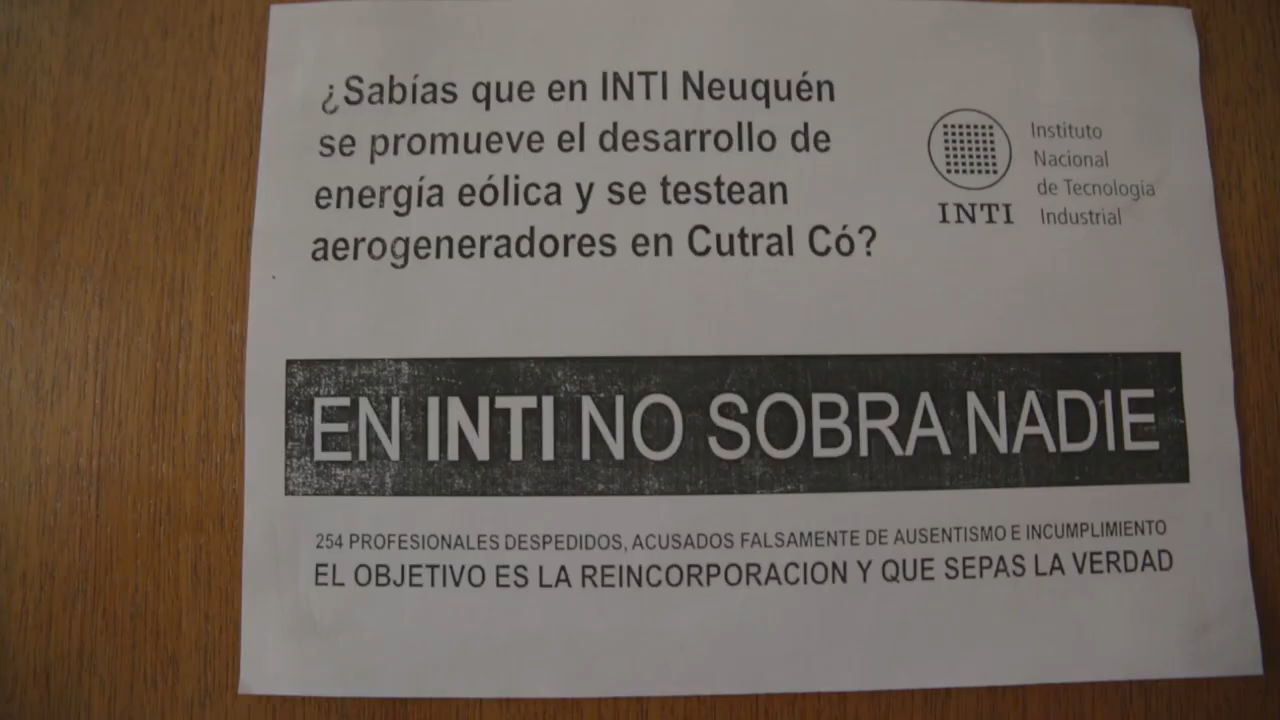 ¿Sabías que en INTI Neuquén
se promueve el desarrollo de
energía eólica y se testean
aerogeneradores en Cutral Có?
INTI
Instituto
Nacional
de Tecnología
Industrial
EN INTI NO SOBRA NADIE
254 PROFESIONALES DESPEDIDOS, ACUSADOS FALSAMENTE DE AUSENTISMO E INCUMPLIMIENTO
EL OBJETIVO ES LA REINCORPORACION Y QUE SEPAS LA VERDAD